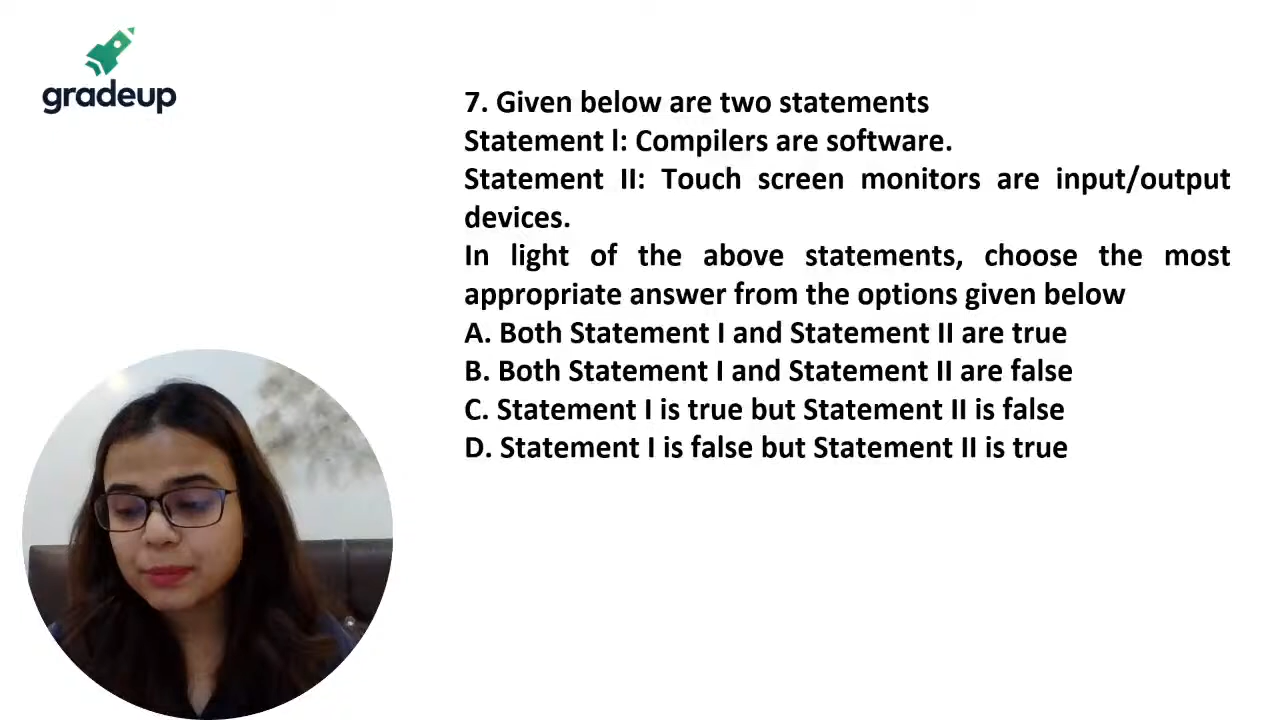 gradeup
7. Given below are two statements
Statement l: Compilers are software.
Statement II: Touch screen monitors are input/output
devices.
In light of the above statements, choose the most
appropriate answer from the options given below
A. Both Statement I and Statement II are true
B. Both Statement I and Statement II are false
C. Statement I is true but Statement II is false
D. Statement I is false but Statement II is true